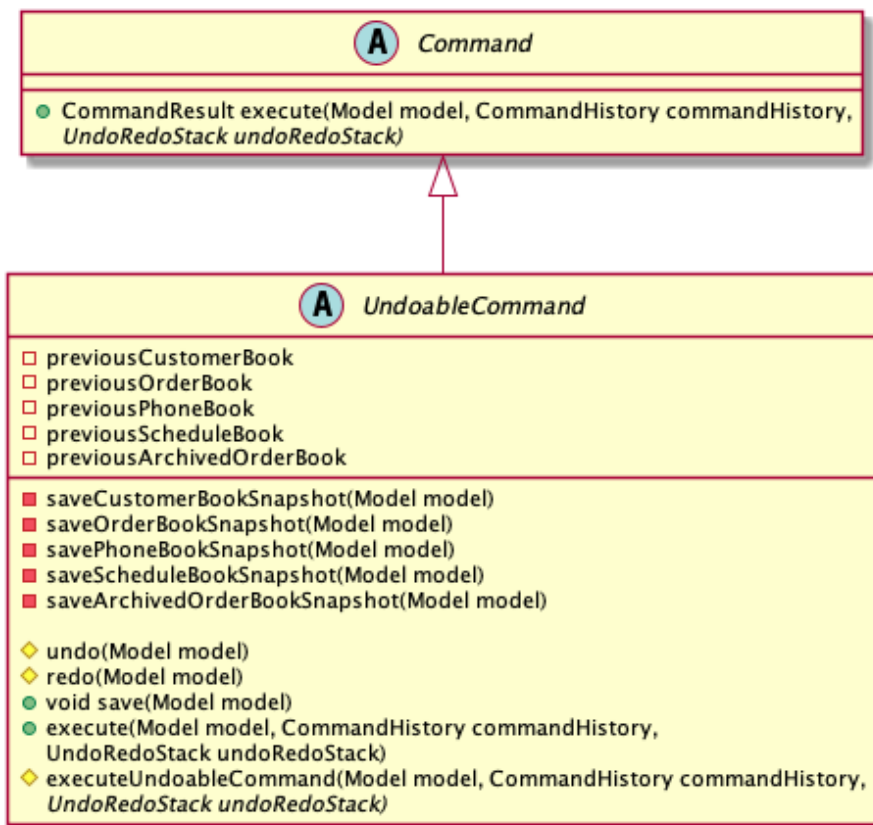 A Command
CommandResult execute(Model model, CommandHistory commandHistory,
UndoRedoStack undoRedoStack)
A UndoableCommand
previousCustomerBook
previousOrderBook
previousPhoneBook
previousScheduleBook
previousArchivedOrderBook
saveCustomerBookSnapshot(Model model)
saveOrderBookSnapshot(Model model)
savePhoneBookSnapshot(Model model)
saveScheduleBookSnapshot(Model model)
saveArchivedOrderBookSnapshot(Model model)
undo(Model model)
redo(Model model)
void save(Model model)
execute(Model model, CommandHistory commandHistory,
UndoRedoStack undoRedoStack)
executeUndoableCommand(Model model, CommandHistory commandHistory,
UndoRedoStack undoRedoStack)